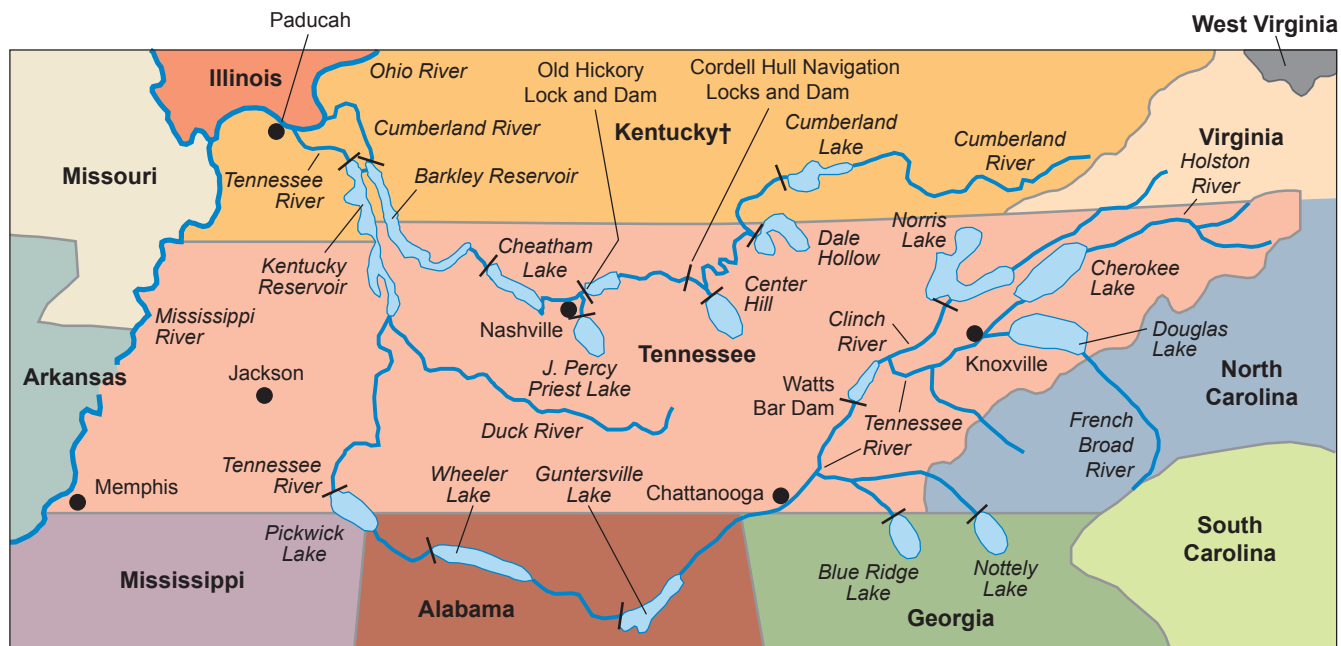 Paducah
West Virginia
Illinois
Ohio River
Old Hickory
Lock and Dam
Cordell Hull Navigation
Locks and Dam
Kentucky†
Cumberland River
Cumberland
Lake
Cumberland
River
Virginia
Holston
River
Missouri
Tennessee
River
Barkley Reservoir
Norris
Lake
Dale
Hollow
Cheatham
Lake
Kentucky
Reservoir
Center
Hill
Cherokee
Lake
Mississippi
River
Nashville
Clinch
River
Douglas
Lake
Tennessee
Knoxville
J. Percy
Priest Lake
Arkansas
Jackson
Watts
Bar Dam
North
Carolina
Duck River
Tennessee
River
French
Broad
River
Tennessee
River
Wheeler
Lake
Guntersville
Lake
Chattanooga
Memphis
Pickwick
Lake
South
Carolina
Mississippi
Alabama
Blue Ridge
Lake
Nottely
Lake
Georgia